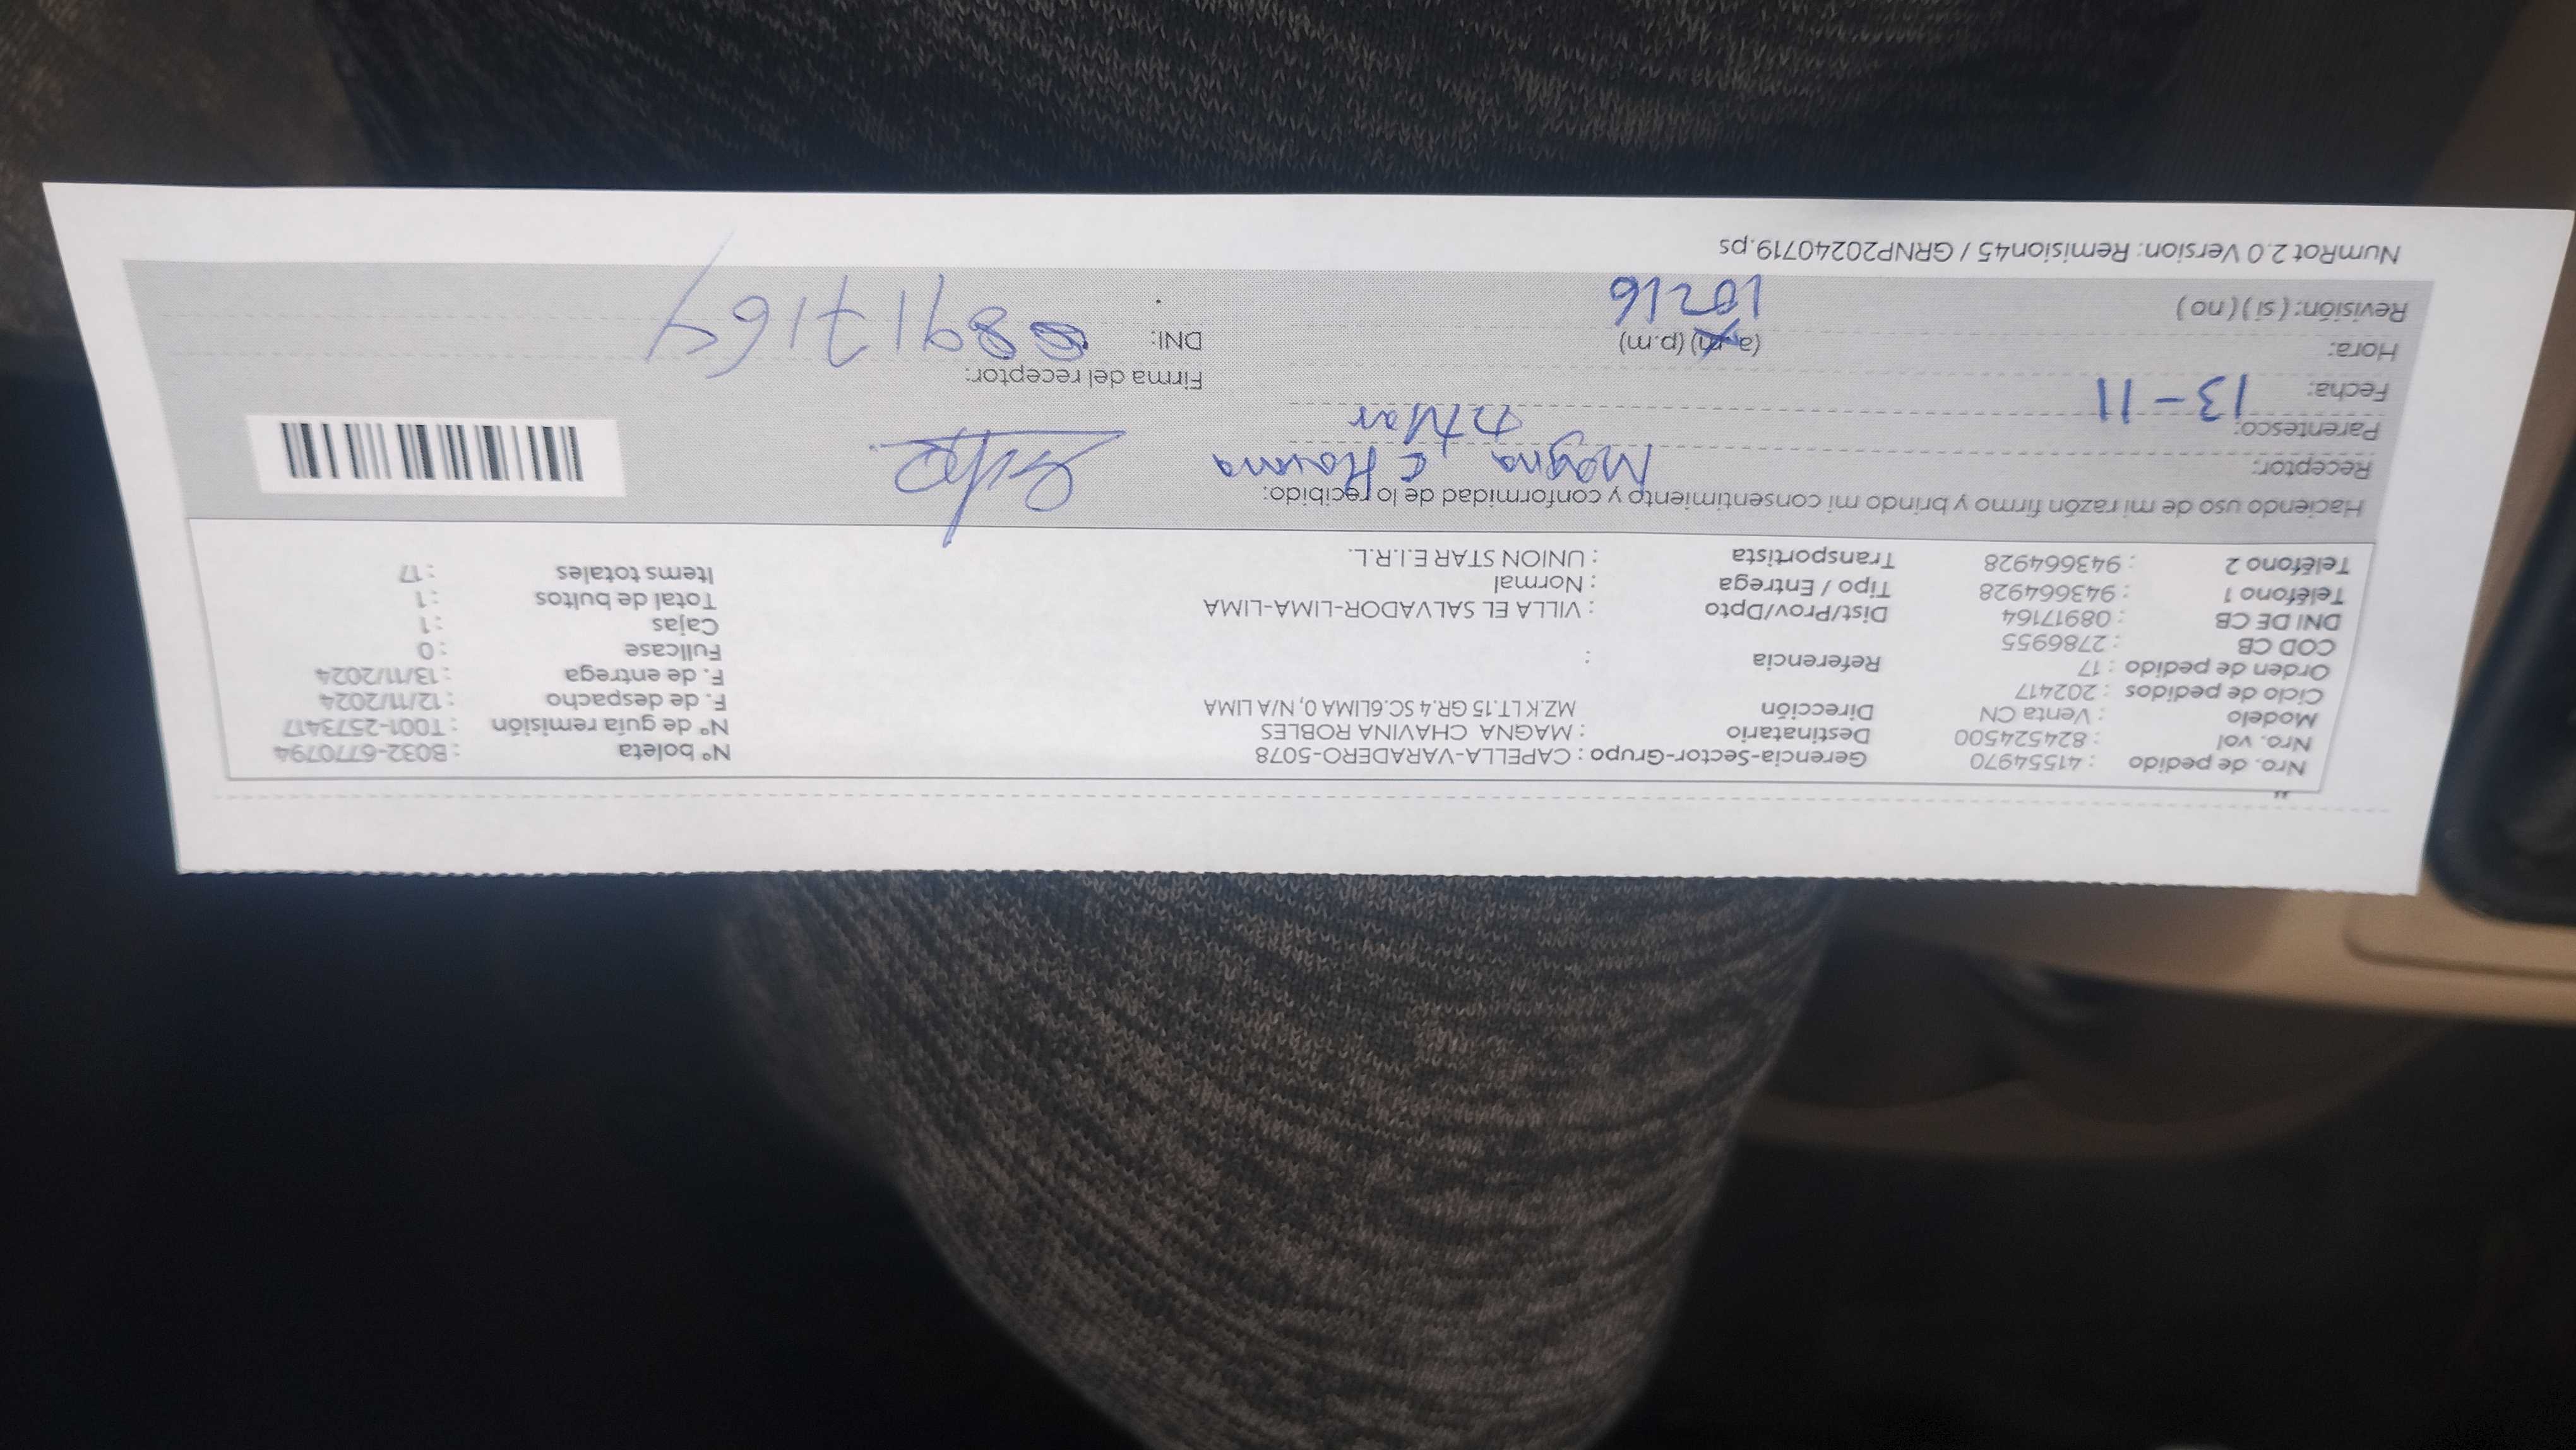 Nro. de pedido : 41554970 Gerencia-Sector-Grupo : CAPELLA-VARADERO-5078 N° boleta : B032-6770794
Nro. vol : 824524500 Destinatario : MAGNA CHAVINA ROBLES N° de guía remisión : T001-2573417
Modelo : Venta CN Dirección MZ.K LT.15 GR.4 SC.6LIMA 0, N/A LIMA F. de despacho : 12/11/2024
Ciclo de pedidos : 202417 F. de entrega : 13/11/2024
Orden de pedido : 17 Referencia : Fullcase : 0
COD CB : 2786955 Cajas : 1
DNI DE CB : 08917164 Dist/Prov/Dpto : VILLA EL SALVADOR-LIMA-LIMA Total de bultos : 1
Teléfono 1 : 943664928 Tipo / Entrega : Normal Items totales : 17
Teléfono 2 : 943664928 Transportista : UNION STAR E.I.R.L.
Haciendo uso de mi razón firmo y brindo mi consentimiento y conformidad de lo recibido:
Receptor: Magna
Parentesco:
Fecha: 13-11 Firma del receptor:
Hora: (a.m) (p.m) DNI: 08917164
Revisión: ( si ) ( no ) 10216
NumRot 2.0 Version: Remision45 / GRNP20240719.ps